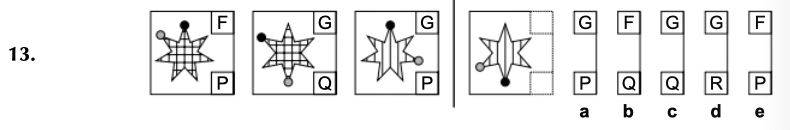 F G G G F G G F
13.
P Q P P Q Q R P
a b c d e